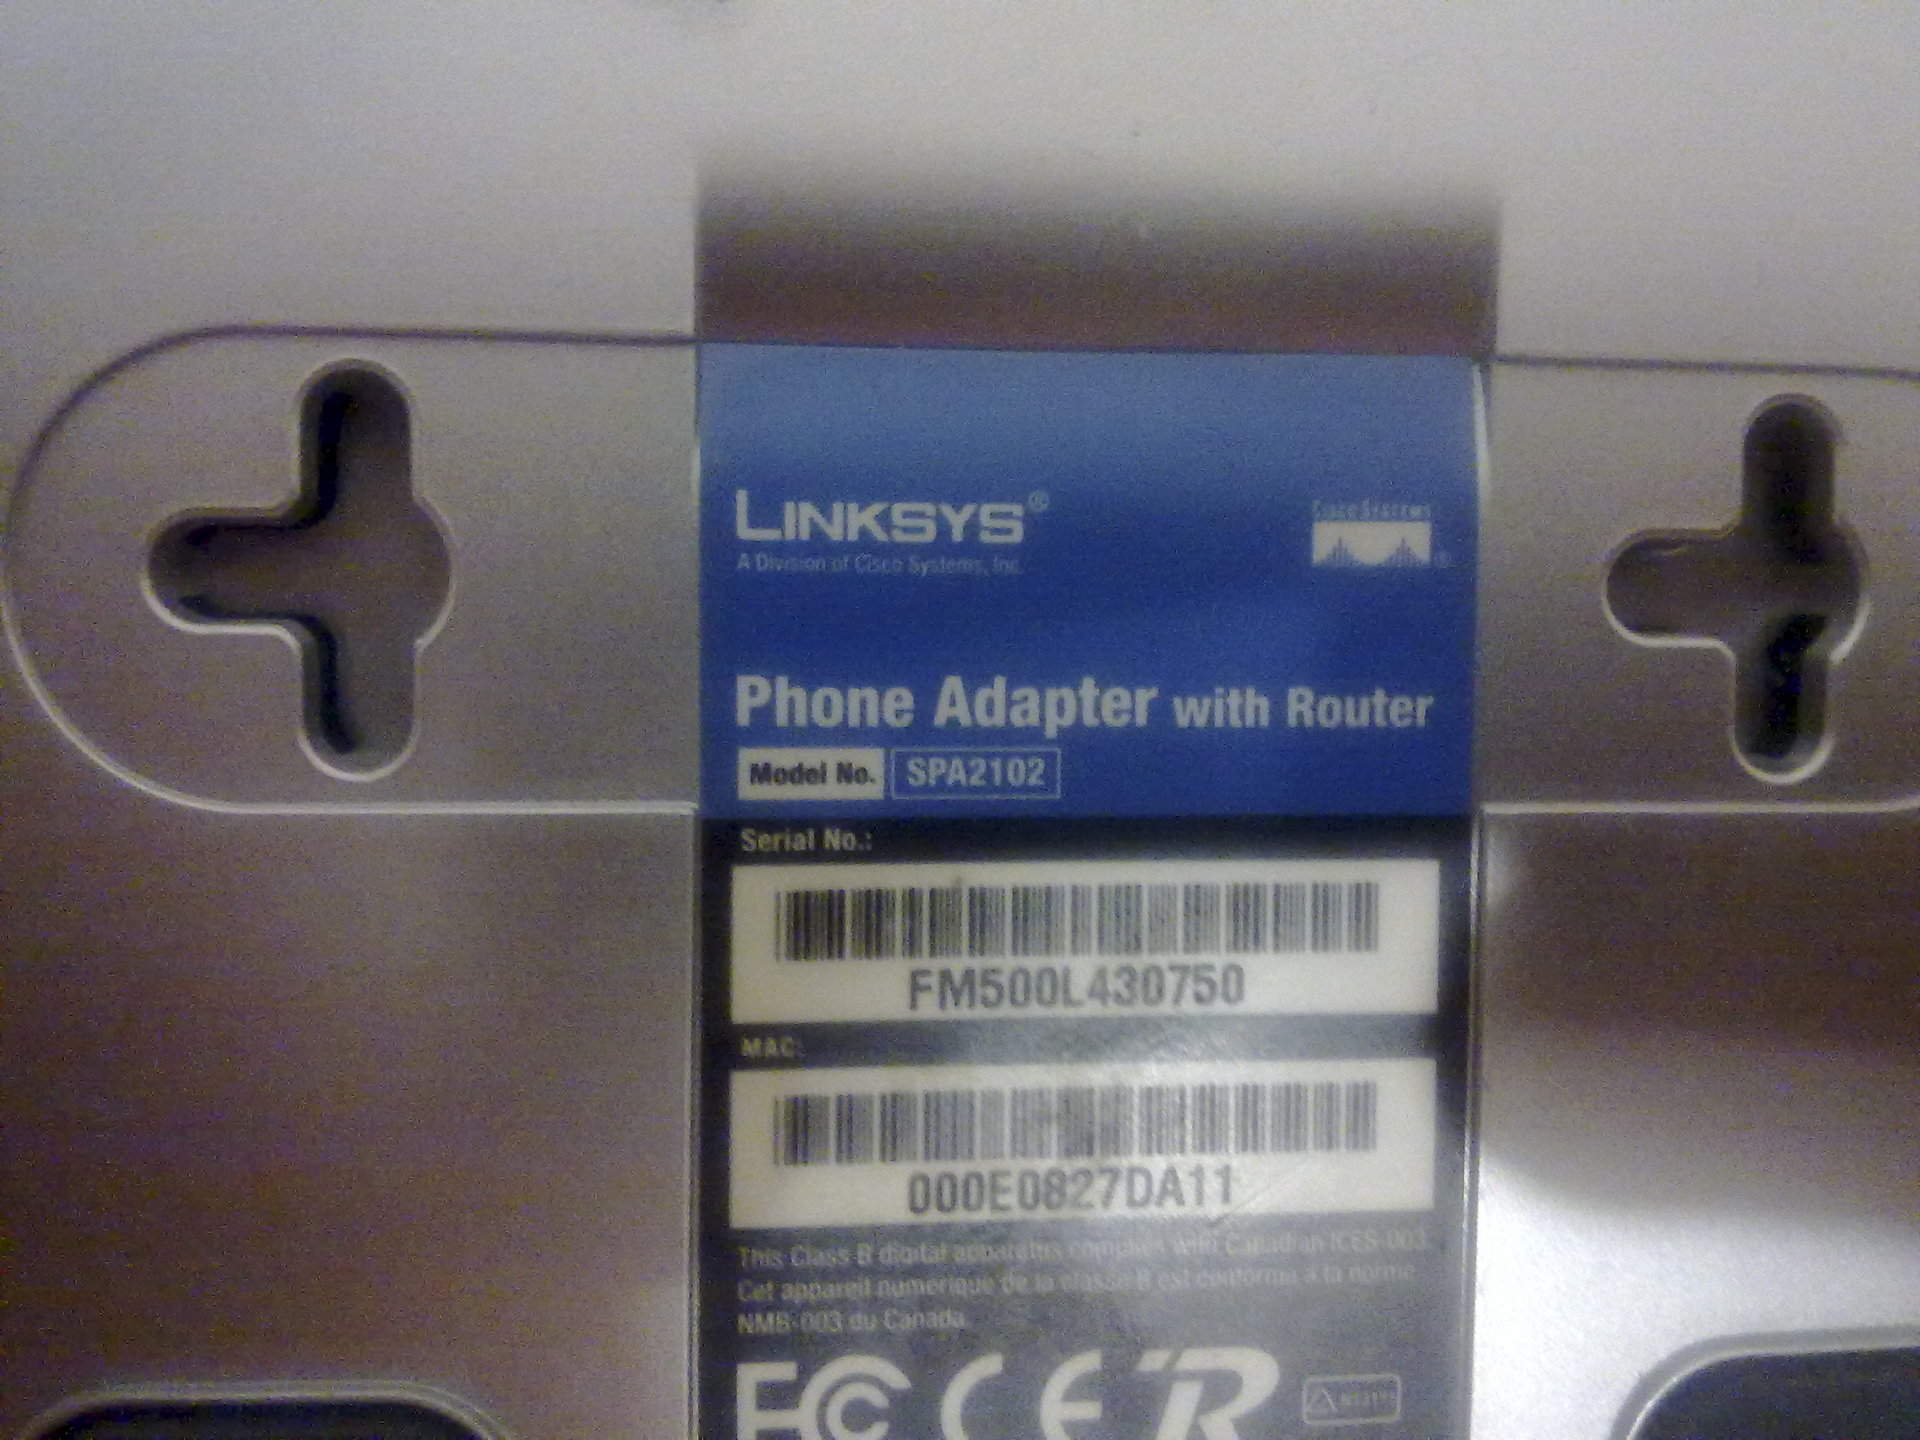 LINKSYS®
A Division of Cisco Systems, Inc.
CISCO SYSTEMS
®
Phone Adapter with Router
Model No. SPA2102
Serial No.:
FM500L430750
MAC:
000E0827DA11
This Class B digital apparatus complies with Canadian ICES-003.
Cet appareil numérique de la classe B est conforme à la norme
NMB-003 du Canada.
FC CE